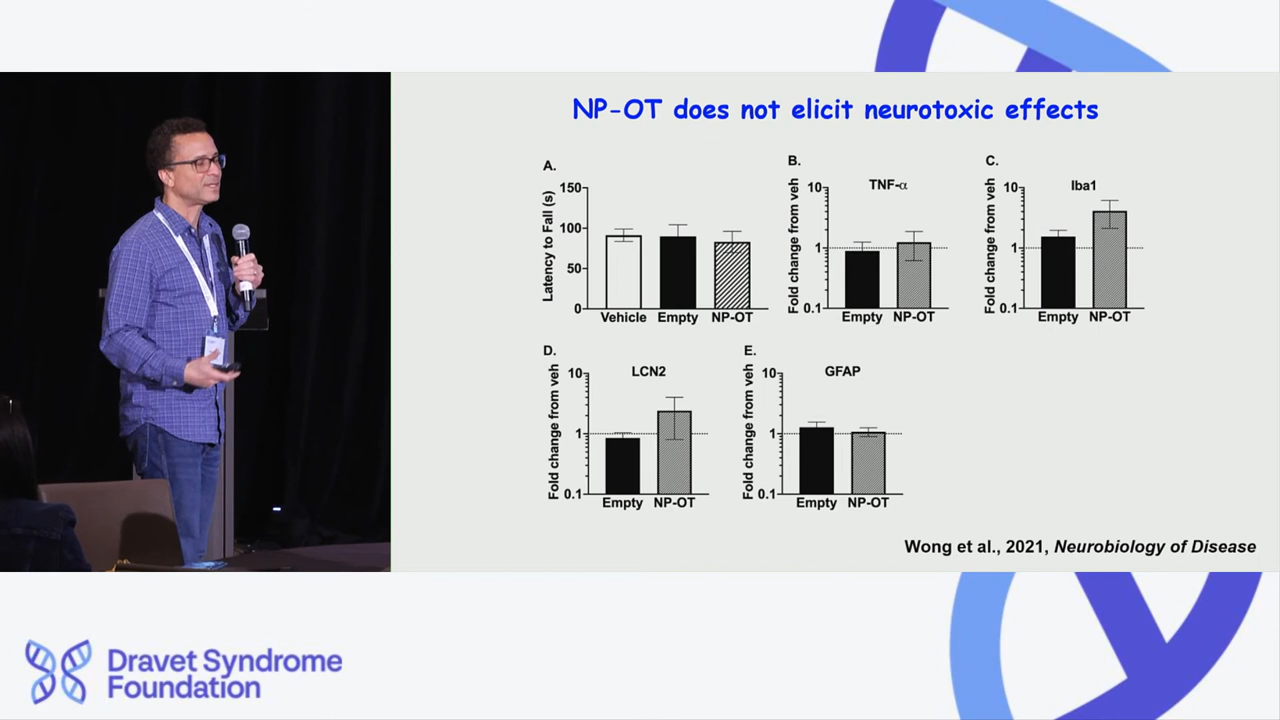 NP-OT does not elicit neurotoxic effects
A.
Latency to Fall (s)
150
100
50
0
Vehicle Empty NP-OT
B.
TNF-α
Fold change from veh
10
1
0.1
Empty NP-OT
C.
Iba1
Fold change from veh
10
1
0.1
Empty NP-OT
D.
LCN2
Fold change from veh
10
1
0.1
Empty NP-OT
E.
GFAP
Fold change from veh
10
1
0.1
Empty NP-OT
Wong et al., 2021, Neurobiology of Disease
Dravet Syndrome
Foundation